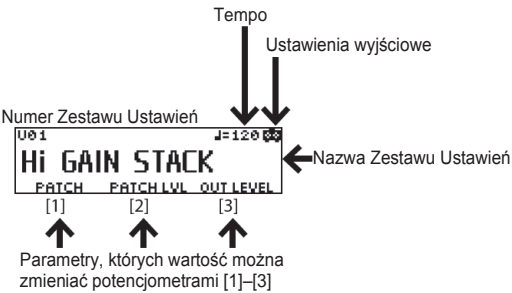 Tempo
Ustawienia wyjściowe
Numer Zestawu Ustawień
U01 ♩=120
Hi GAIN STACK
Nazwa Zestawu Ustawień
PATCH PATCH LVL OUT LEVEL
[1] [2] [3]
Parametry, których wartość można
zmieniać potencjometrami [1]–[3]